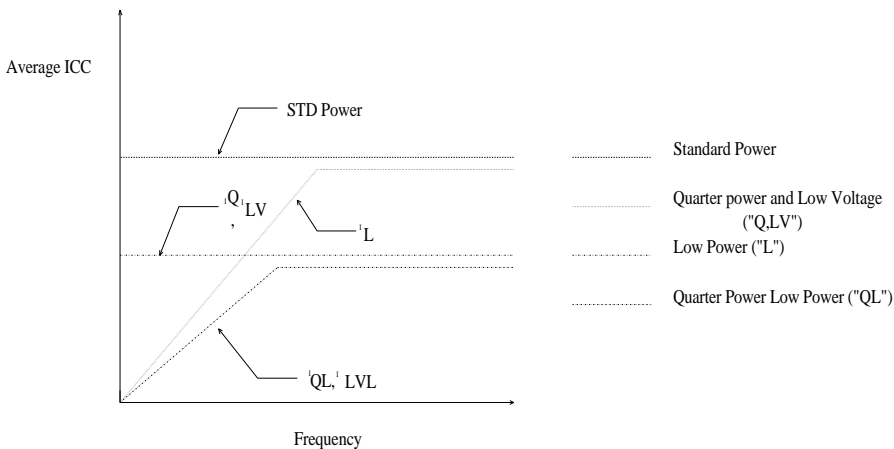 Average ICC
STD Power
Standard Power
'Q'LV
,
Quarter power and Low Voltage
("Q,LV")
'L
Low Power ("L")
Quarter Power Low Power ("QL")
'QL,' LVL
Frequency